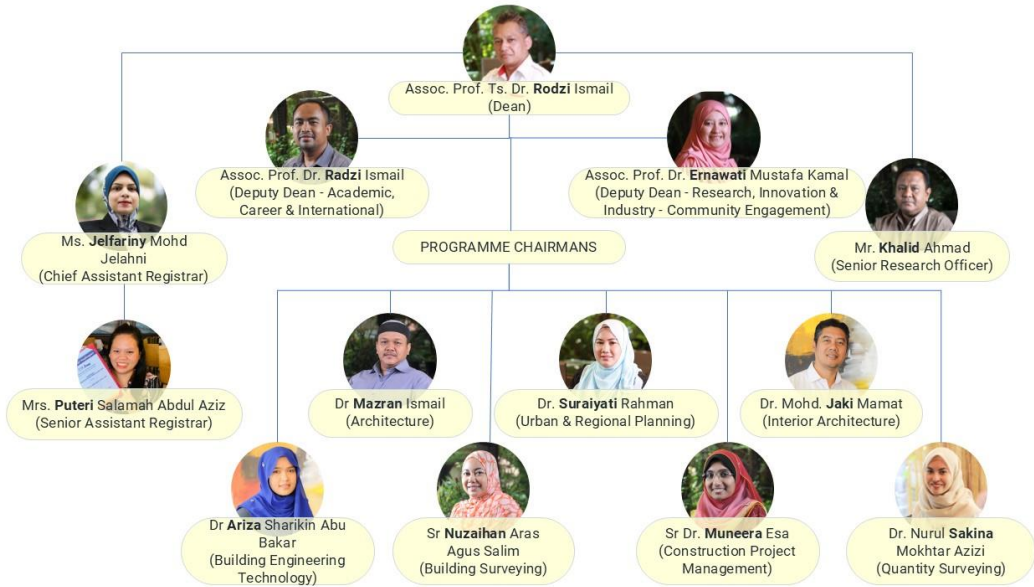 Assoc. Prof. Ts. Dr. Rodzi Ismail
(Dean)
Assoc. Prof. Dr. Radzi Ismail
(Deputy Dean - Academic,
Career & International)
Assoc. Prof. Dr. Ernawati Mustafa Kamal
(Deputy Dean - Research, Innovation &
Industry - Community Engagement)
Ms. Jelfariny Mohd
Jelahni
(Chief Assistant Registrar)
PROGRAMME CHAIRMANS
Mr. Khalid Ahmad
(Senior Research Officer)
Mrs. Puteri Salamah Abdul Aziz
(Senior Assistant Registrar)
Dr Mazran Ismail
(Architecture)
Dr. Suraiyati Rahman
(Urban & Regional Planning)
Dr. Mohd. Jaki Mamat
(Interior Architecture)
Dr Ariza Sharikin Abu
Bakar
(Building Engineering
Technology)
Sr Nuzaihan Aras
Agus Salim
(Building Surveying)
Sr Dr. Muneera Esa
(Construction Project
Management)
Dr. Nurul Sakina
Mokhtar Azizi
(Quantity Surveying)